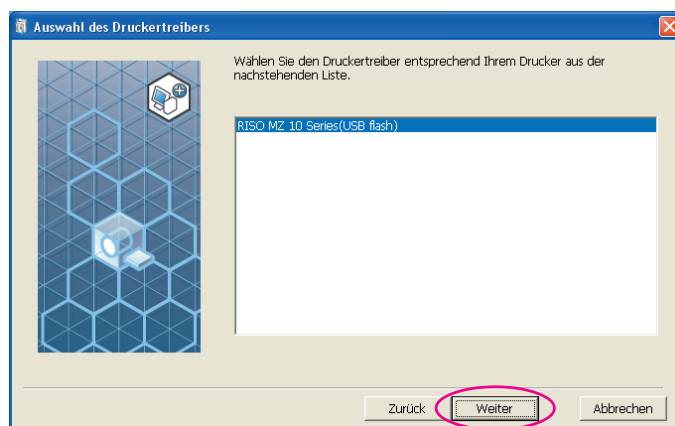 Auswahl des Druckertreibers
Wählen Sie den Druckertreiber entsprechend Ihrem Drucker aus der
nachstehenden Liste.
RISO MZ 10 Series(USB flash)
Zurück
Weiter
Abbrechen